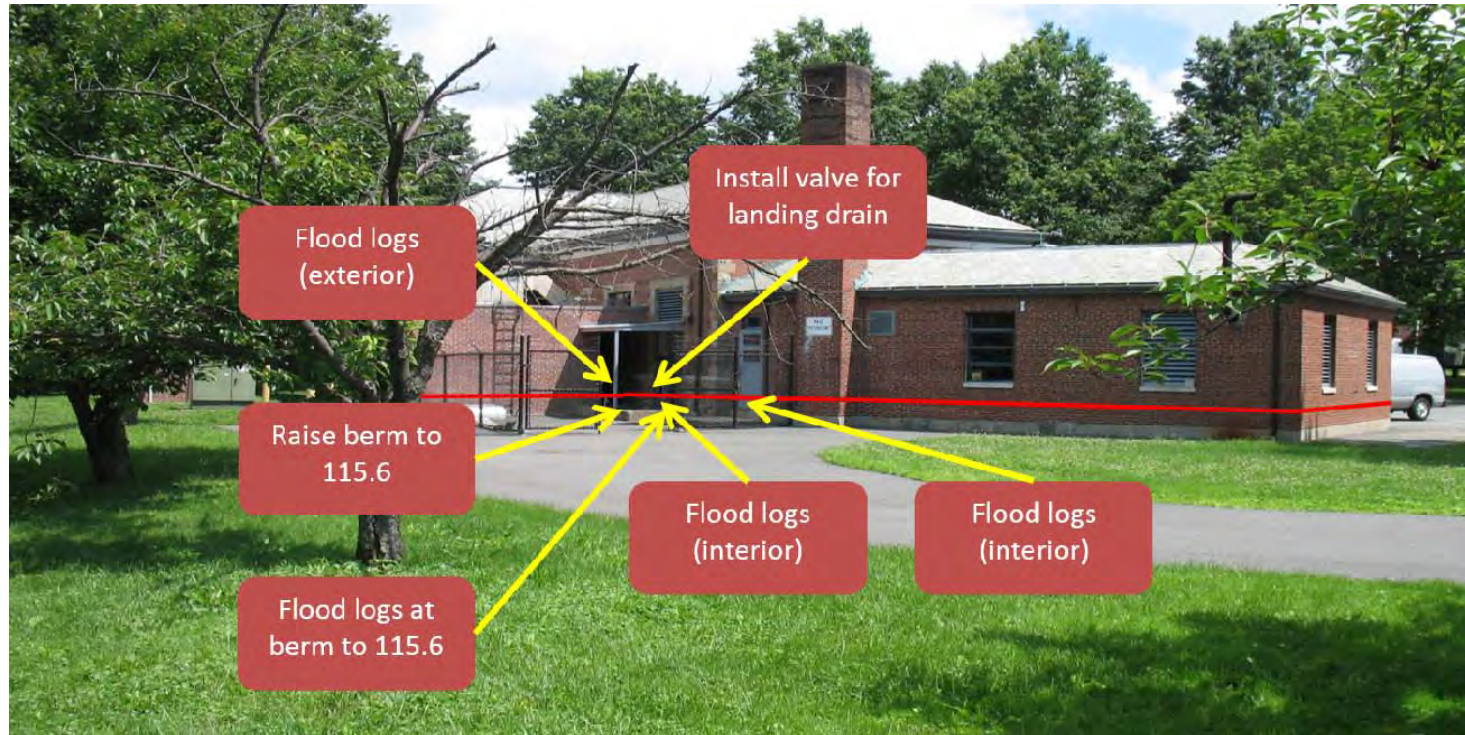 Install valve for
landing drain
Flood logs
(exterior)
Raise berm to
115.6
Flood logs
(interior)
Flood logs
(interior)
Flood logs at
berm to 115.6